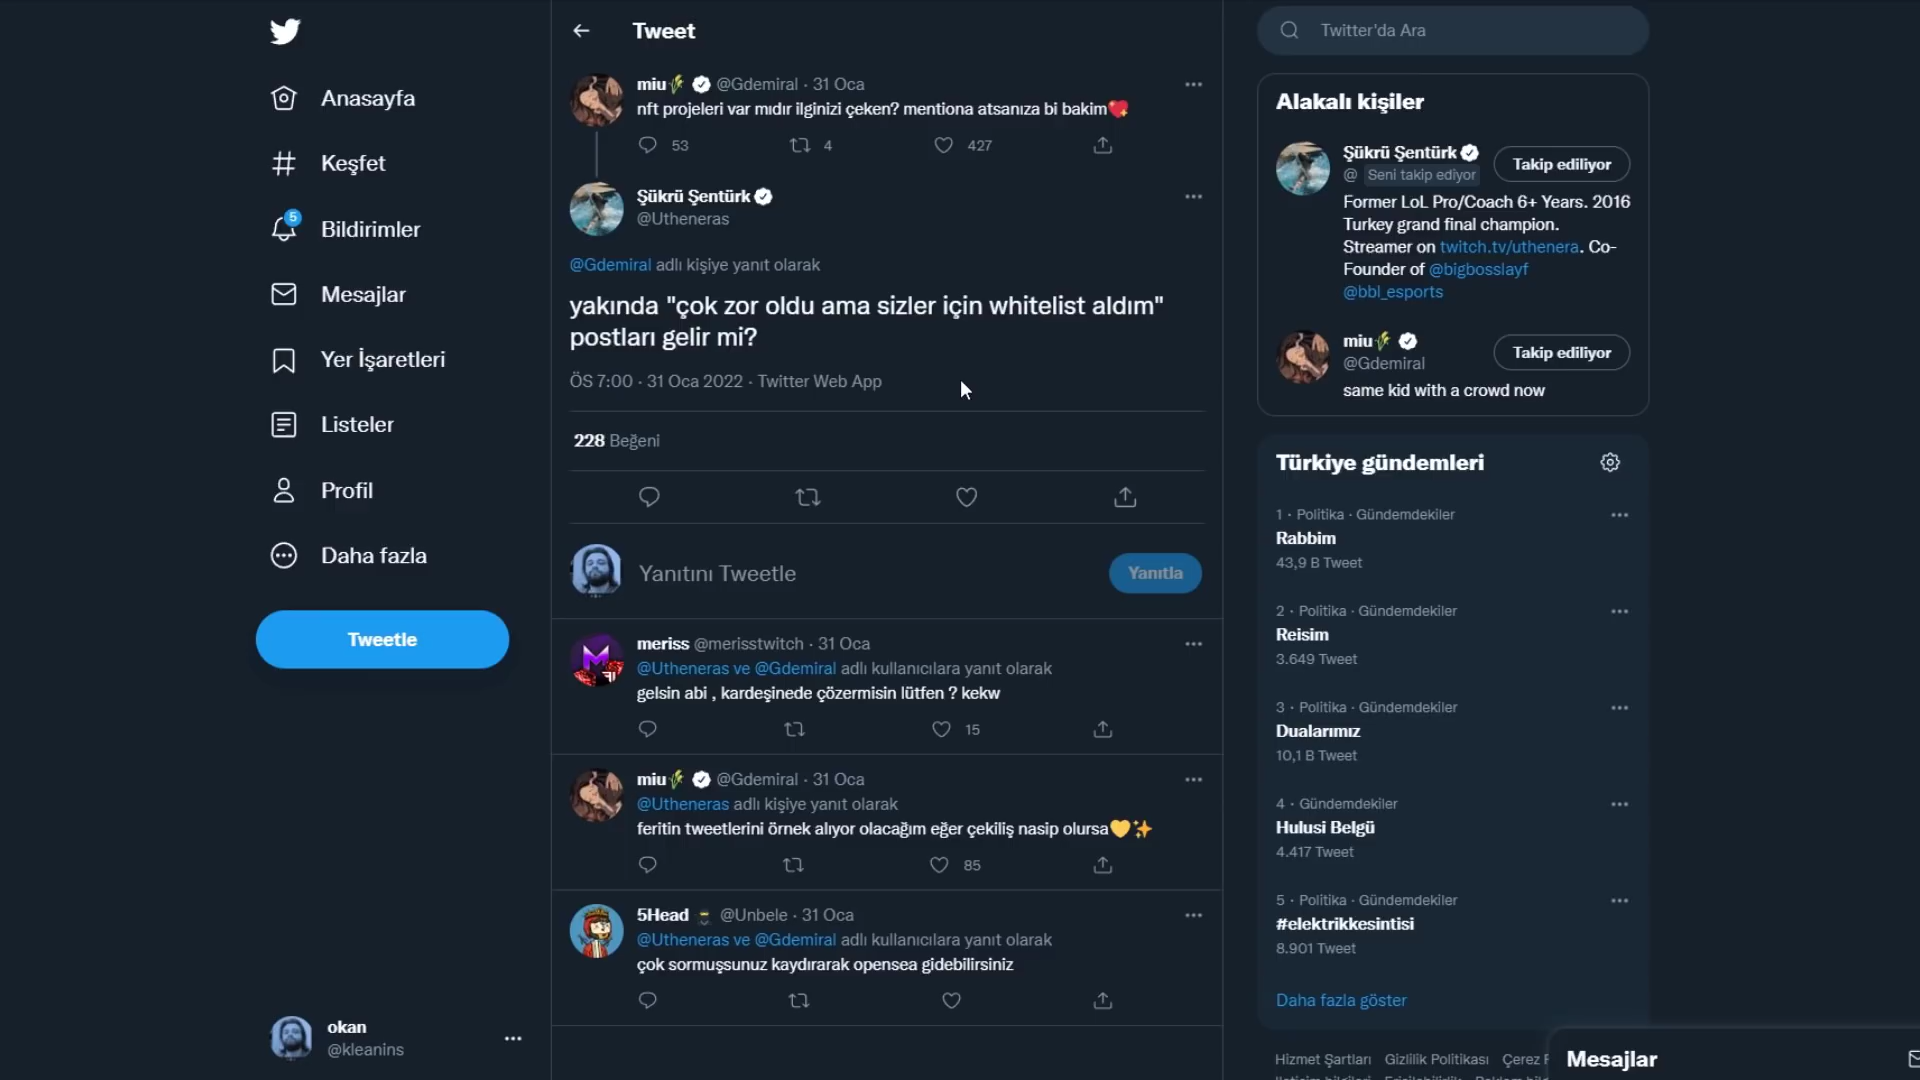 Anasayfa
Keşfet
5
Bildirimler
Mesajlar
Yer İşaretleri
Listeler
Profil
Daha fazla
Tweetle
okan
@kleanins
Tweet
miu @Gdemiral · 31 Oca
nft projeleri var mıdır ilginizi çeken? mentiona atsanıza bi bakim💖
53 4 427
Şükrü Şentürk
@Utheneras
@Gdemiral adlı kişiye yanıt olarak
yakında "çok zor oldu ama sizler için whitelist aldım"
postları gelir mi?
ÖS 7:00 · 31 Oca 2022 · Twitter Web App
228 Beğeni
Yanıtını Tweetle
Yanıtla
meriss @merisstwitch · 31 Oca
@Utheneras ve @Gdemiral adlı kullanıcılara yanıt olarak
gelsin abi , kardeşinede çözermisin lütfen ? kekw
15
miu @Gdemiral · 31 Oca
@Utheneras adlı kişiye yanıt olarak
feritin tweetlerini örnek alıyor olacağım eğer çekiliş nasip olursa💛✨
85
5Head @Unbele · 31 Oca
@Utheneras ve @Gdemiral adlı kullanıcılara yanıt olarak
çok sormuşsunuz kaydırarak opensea gidebilirsiniz
Twitter'da Ara
Alakalı kişiler
Şükrü Şentürk
@ Seni takip ediyor
Takip ediliyor
Former LoL Pro/Coach 6+ Years. 2016
Turkey grand final champion.
Streamer on twitch.tv/uthenera. Co-
Founder of @bigbosslayf
@bbl_esports
miu
@Gdemiral
Takip ediliyor
same kid with a crowd now
Türkiye gündemleri
1 · Politika · Gündemdekiler
Rabbim
43,9 B Tweet
2 · Politika · Gündemdekiler
Reisim
3.649 Tweet
3 · Politika · Gündemdekiler
Dualarımız
10,1 B Tweet
4 · Gündemdekiler
Hulusi Belgü
4.417 Tweet
5 · Politika · Gündemdekiler
#elektrikkesintisi
8.901 Tweet
Daha fazla göster
Hizmet Şartları Gizlilik Politikası Çerez
Mesajlar